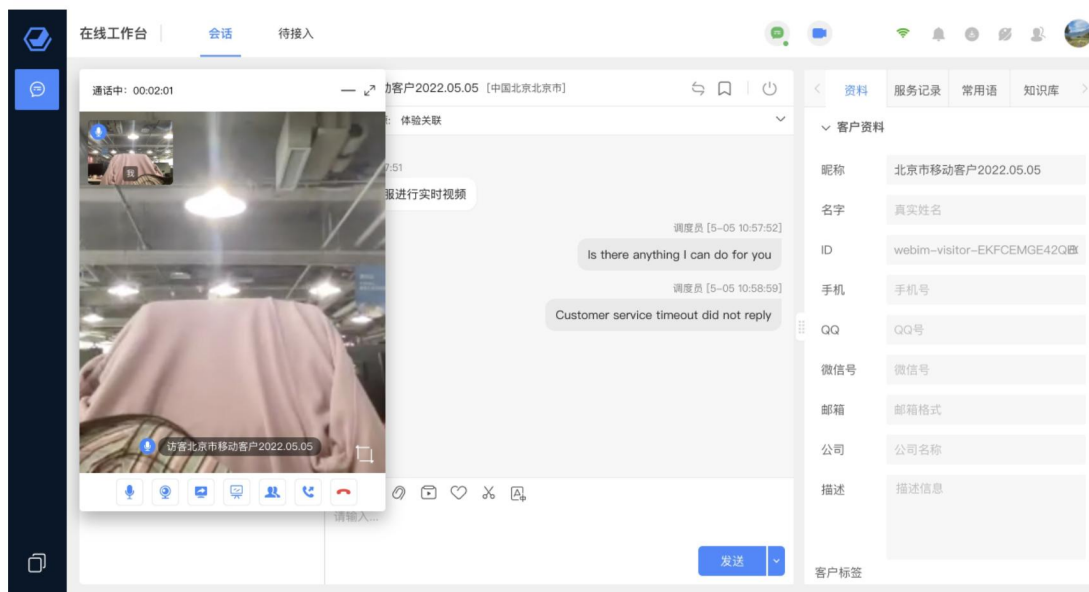 在线工作台
会话
待接入
通话中: 00:02:01
我
访客北京市移动客户2022.05.05
动客户2022.05.05 [中国北京北京市]
: 体验关联
7:51
服进行实时视频
调度员 [5-05 10:57:52]
Is there anything I can do for you
调度员 [5-05 10:58:59]
Customer service timeout did not reply
请输入...
发送
资料
服务记录
常用语
知识库
客户资料
昵称 北京市移动客户2022.05.05
名字 真实姓名
ID webim-visitor-EKFCEMGE42Q
手机 手机号
QQ QQ号
微信号 微信号
邮箱 邮箱格式
公司 公司名称
描述 描述信息
客户标签